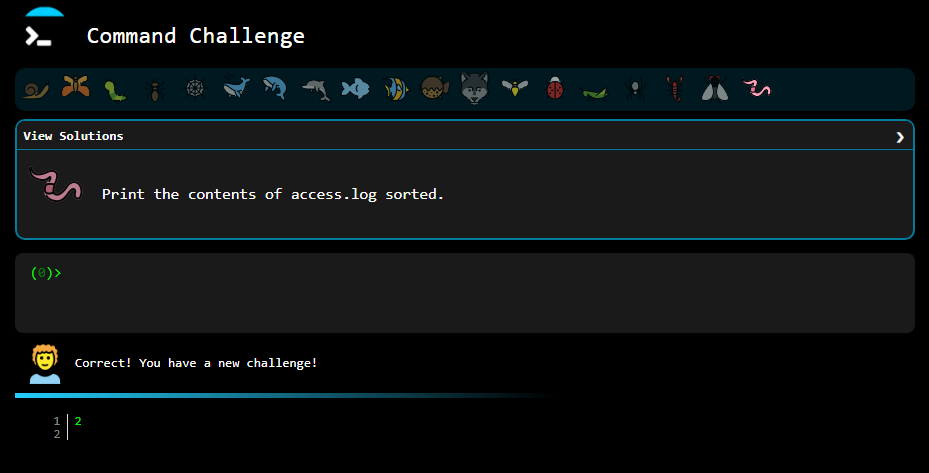 Command Challenge
View Solutions
Print the contents of access.log sorted.
(0)>
Correct! You have a new challenge!
1 2
2